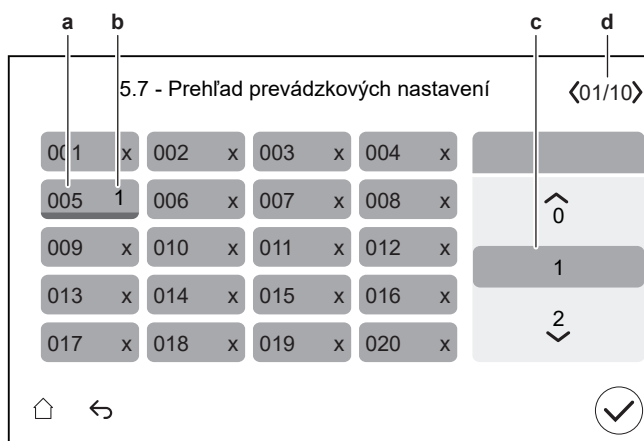 a b c d
5.7 - Prehľad prevádzkových nastavení 01/10
001 x 002 x 003 x 004 x
005 1 006 x 007 x 008 x 0
009 x 010 x 011 x 012 x 1
013 x 014 x 015 x 016 x 2
017 x 018 x 019 x 020 x